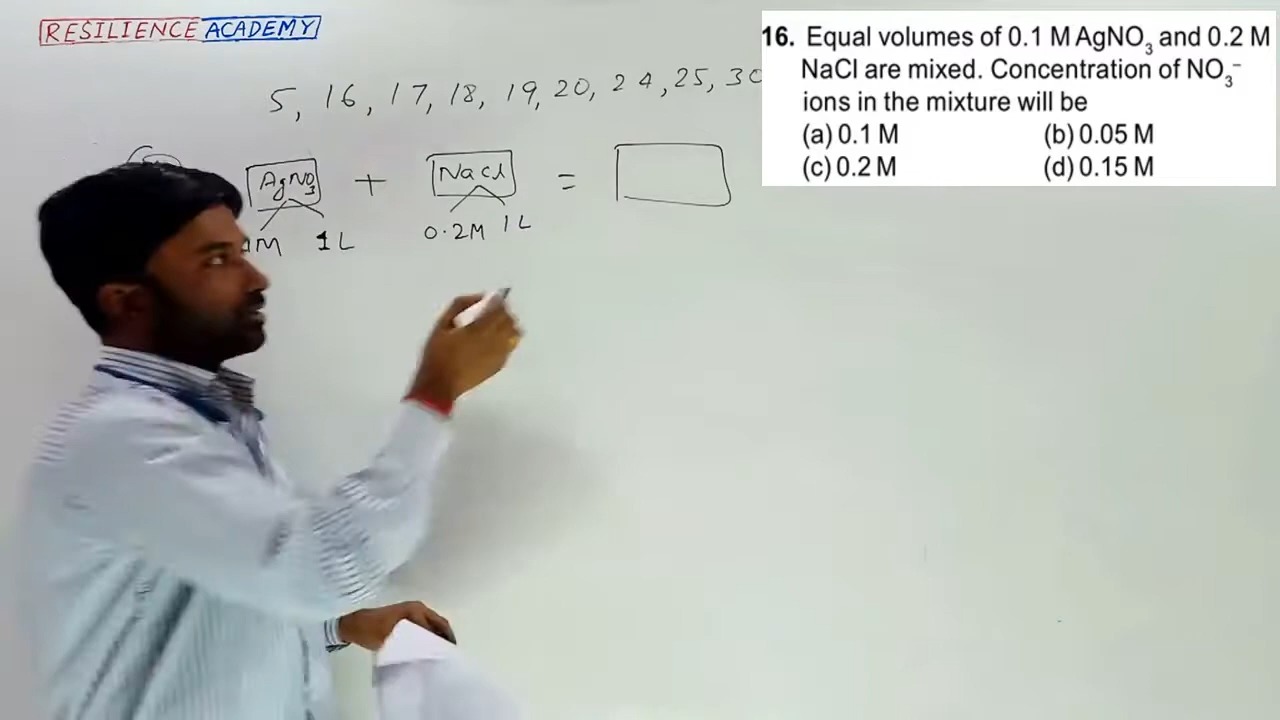 RESILIENCE ACADEMY
5, 16, 17, 18, 19, 20, 24, 25, 30
AgNO₃ + NaCl =
M 1L 0.2M 1L
16. Equal volumes of 0.1 M AgNO₃ and 0.2 M
NaCl are mixed. Concentration of NO₃⁻
ions in the mixture will be
(a) 0.1 M (b) 0.05 M
(c) 0.2 M (d) 0.15 M